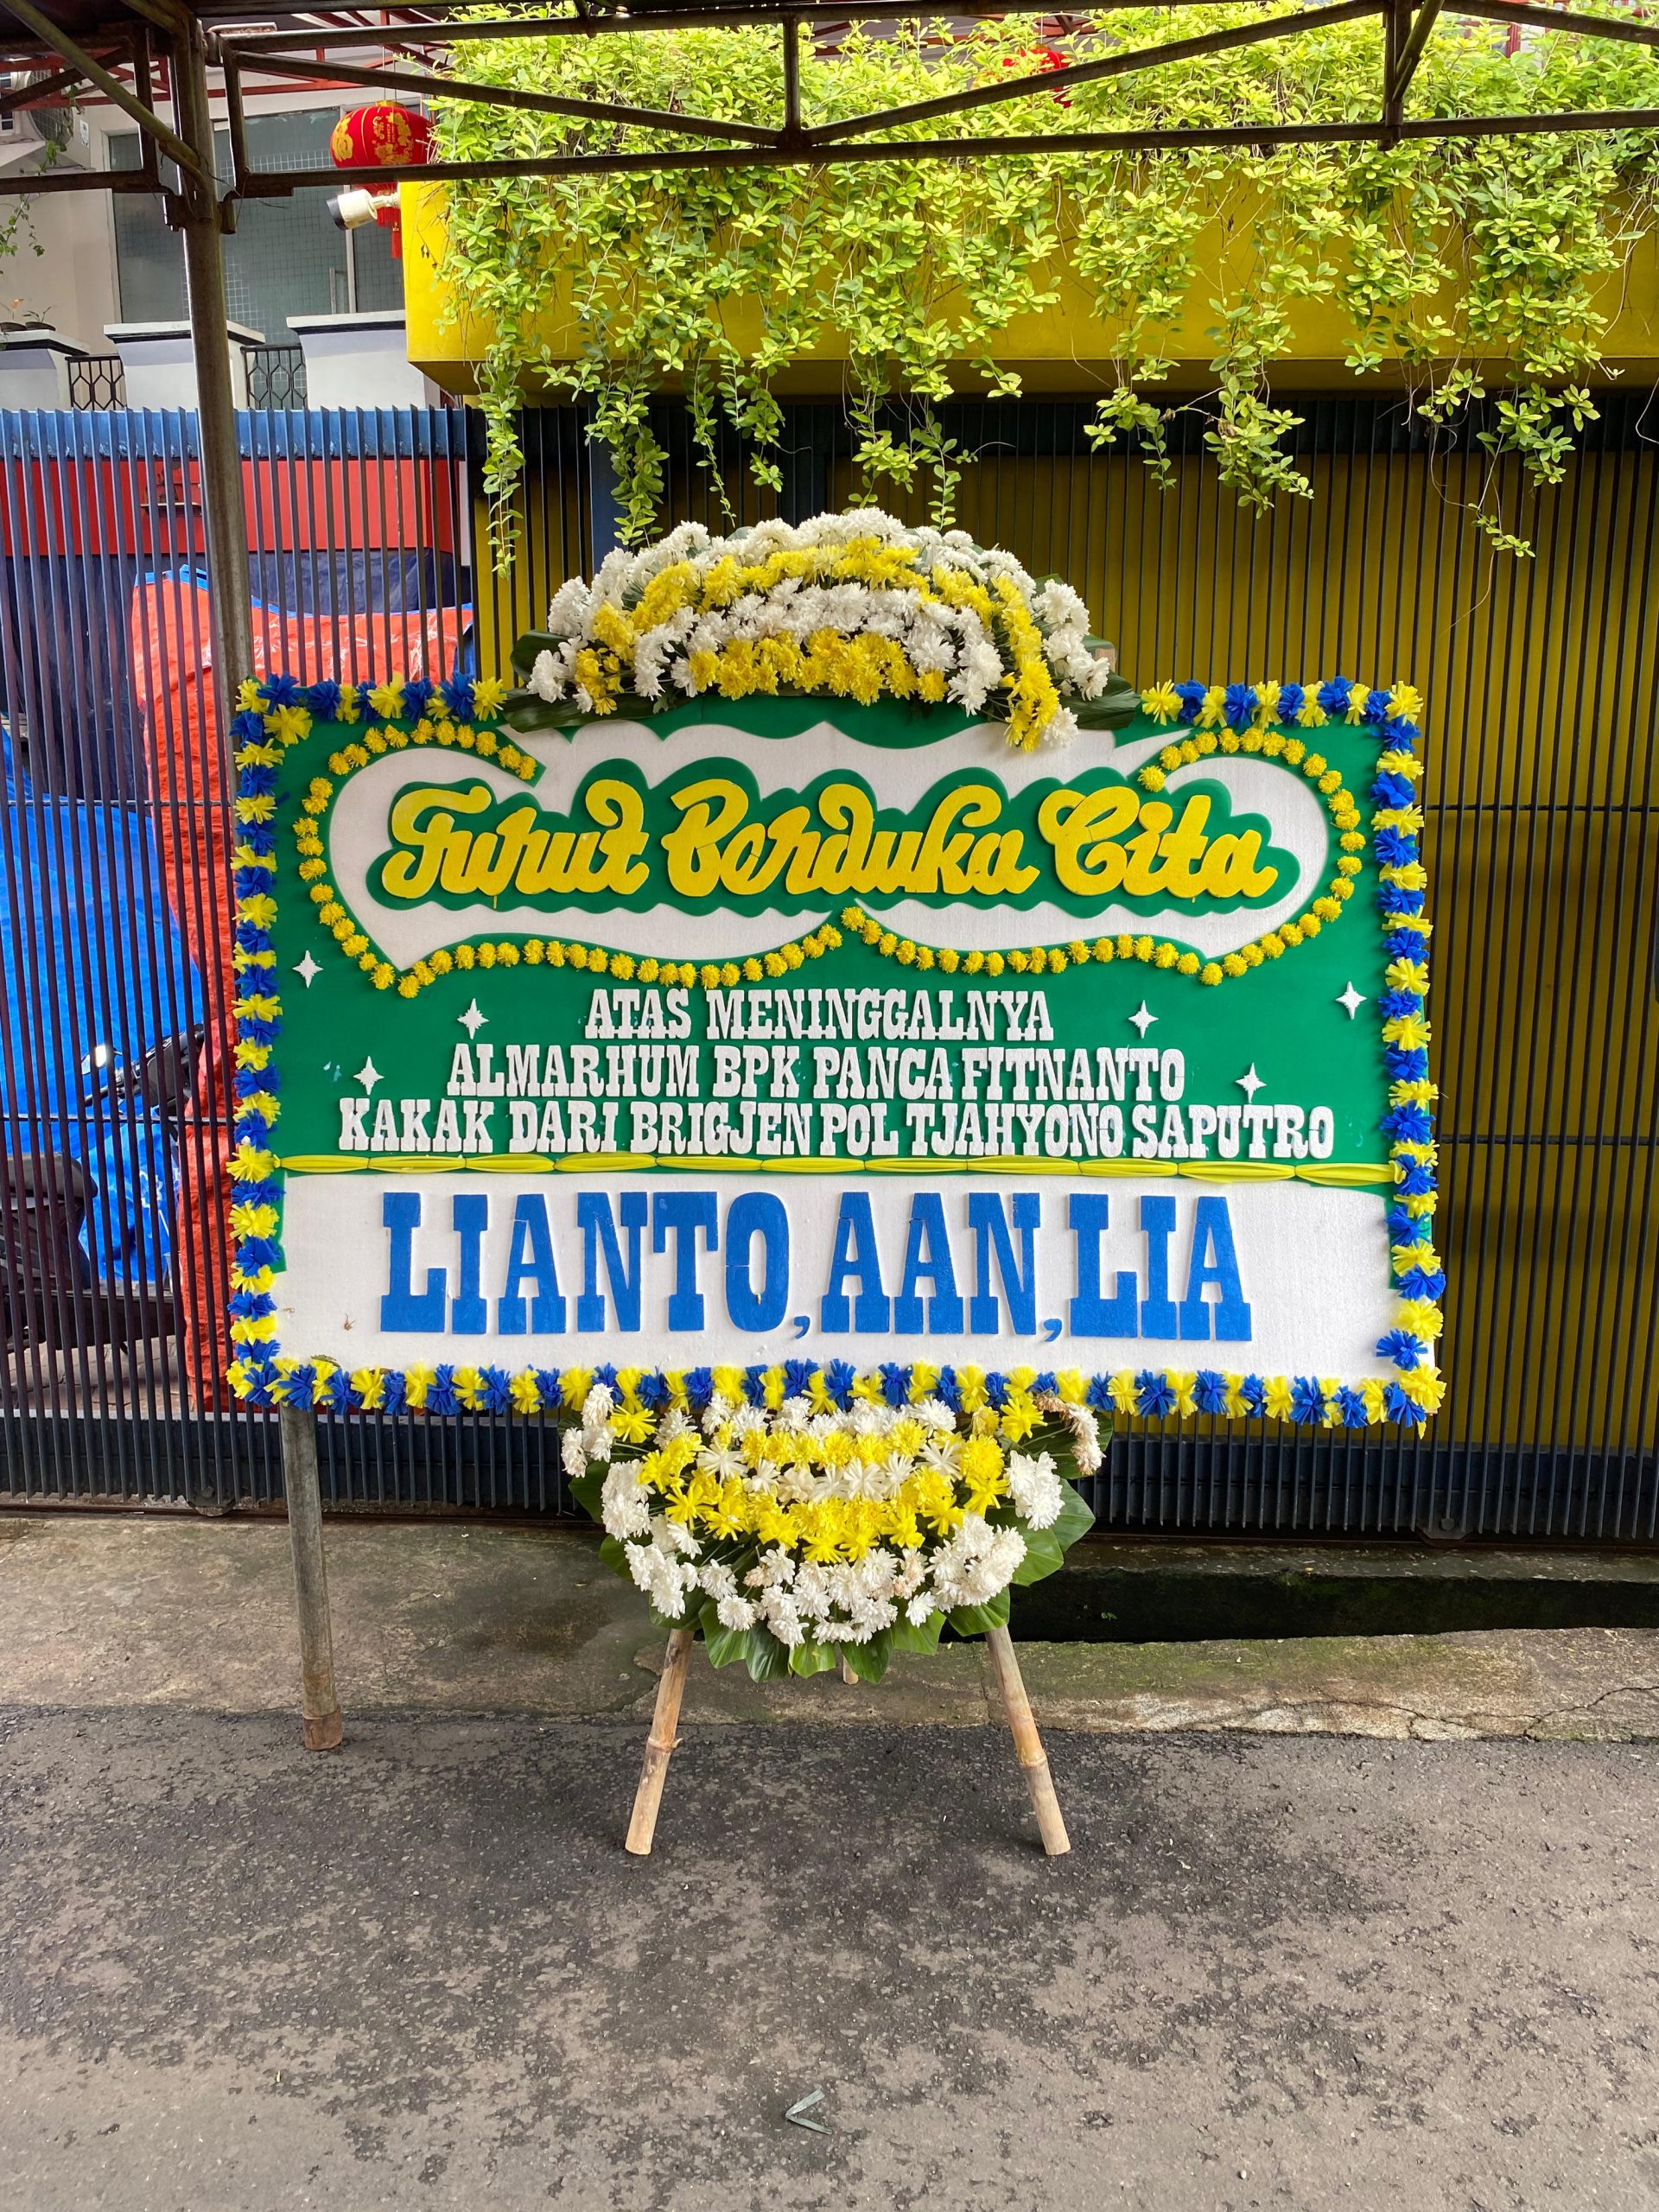 Turut Berduka Cita
ATAS MENINGGALNYA
ALMARHUM BPK PANCA FITNANTO
KAKAK DARI BRIGJEN POL TJAHYONO SAPUTRO
LIANTO, AAN, LIA